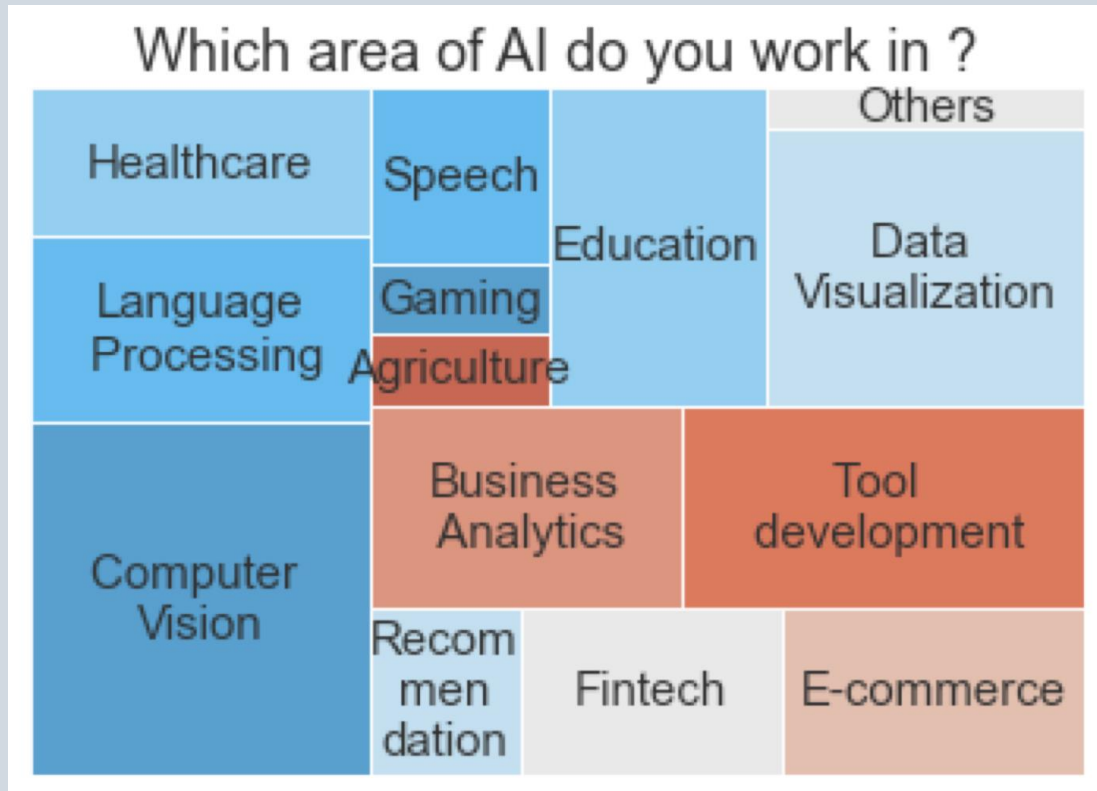 Which area of AI do you work in ?
Healthcare
Language
Processing
Computer
Vision
Speech
Gaming
Agriculture
Education
Others
Data
Visualization
Business
Analytics
Tool
development
Recom
men
dation
Fintech
E-commerce